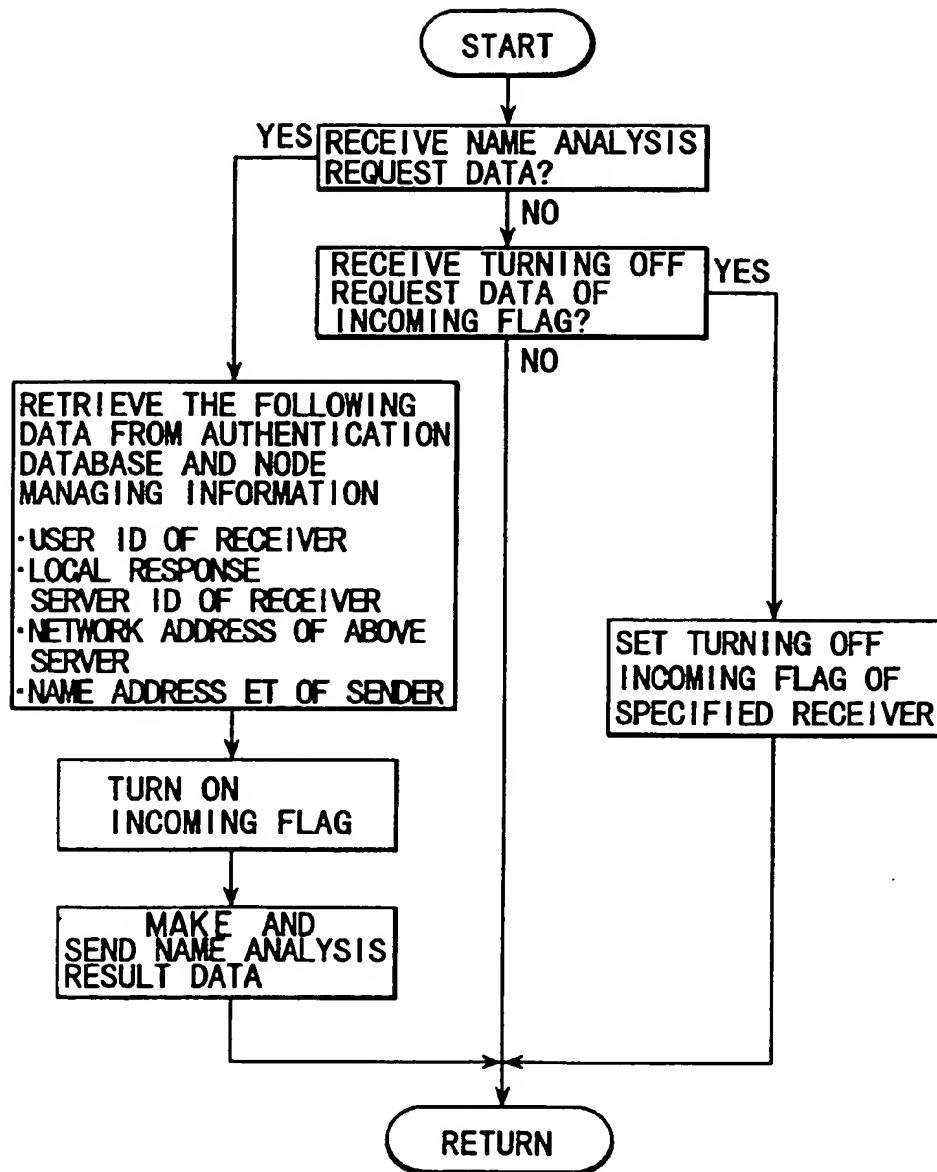 START
YES
RECEIVE NAME ANALYSIS
REQUEST DATA?
NO
RECEIVE TURNING OFF
REQUEST DATA OF
INCOMING FLAG?
YES
NO
RETRIEVE THE FOLLOWING
DATA FROM AUTHENTICATION
DATABASE AND NODE
MANAGING INFORMATION
·USER ID OF RECEIVER
·LOCAL RESPONSE
SERVER ID OF RECEIVER
·NETWORK ADDRESS OF ABOVE
SERVER
·NAME ADDRESS ET OF SENDER
SET TURNING OFF
INCOMING FLAG OF
SPECIFIED RECEIVER
TURN ON
INCOMING FLAG
MAKE AND
SEND NAME ANALYSIS
RESULT DATA
RETURN